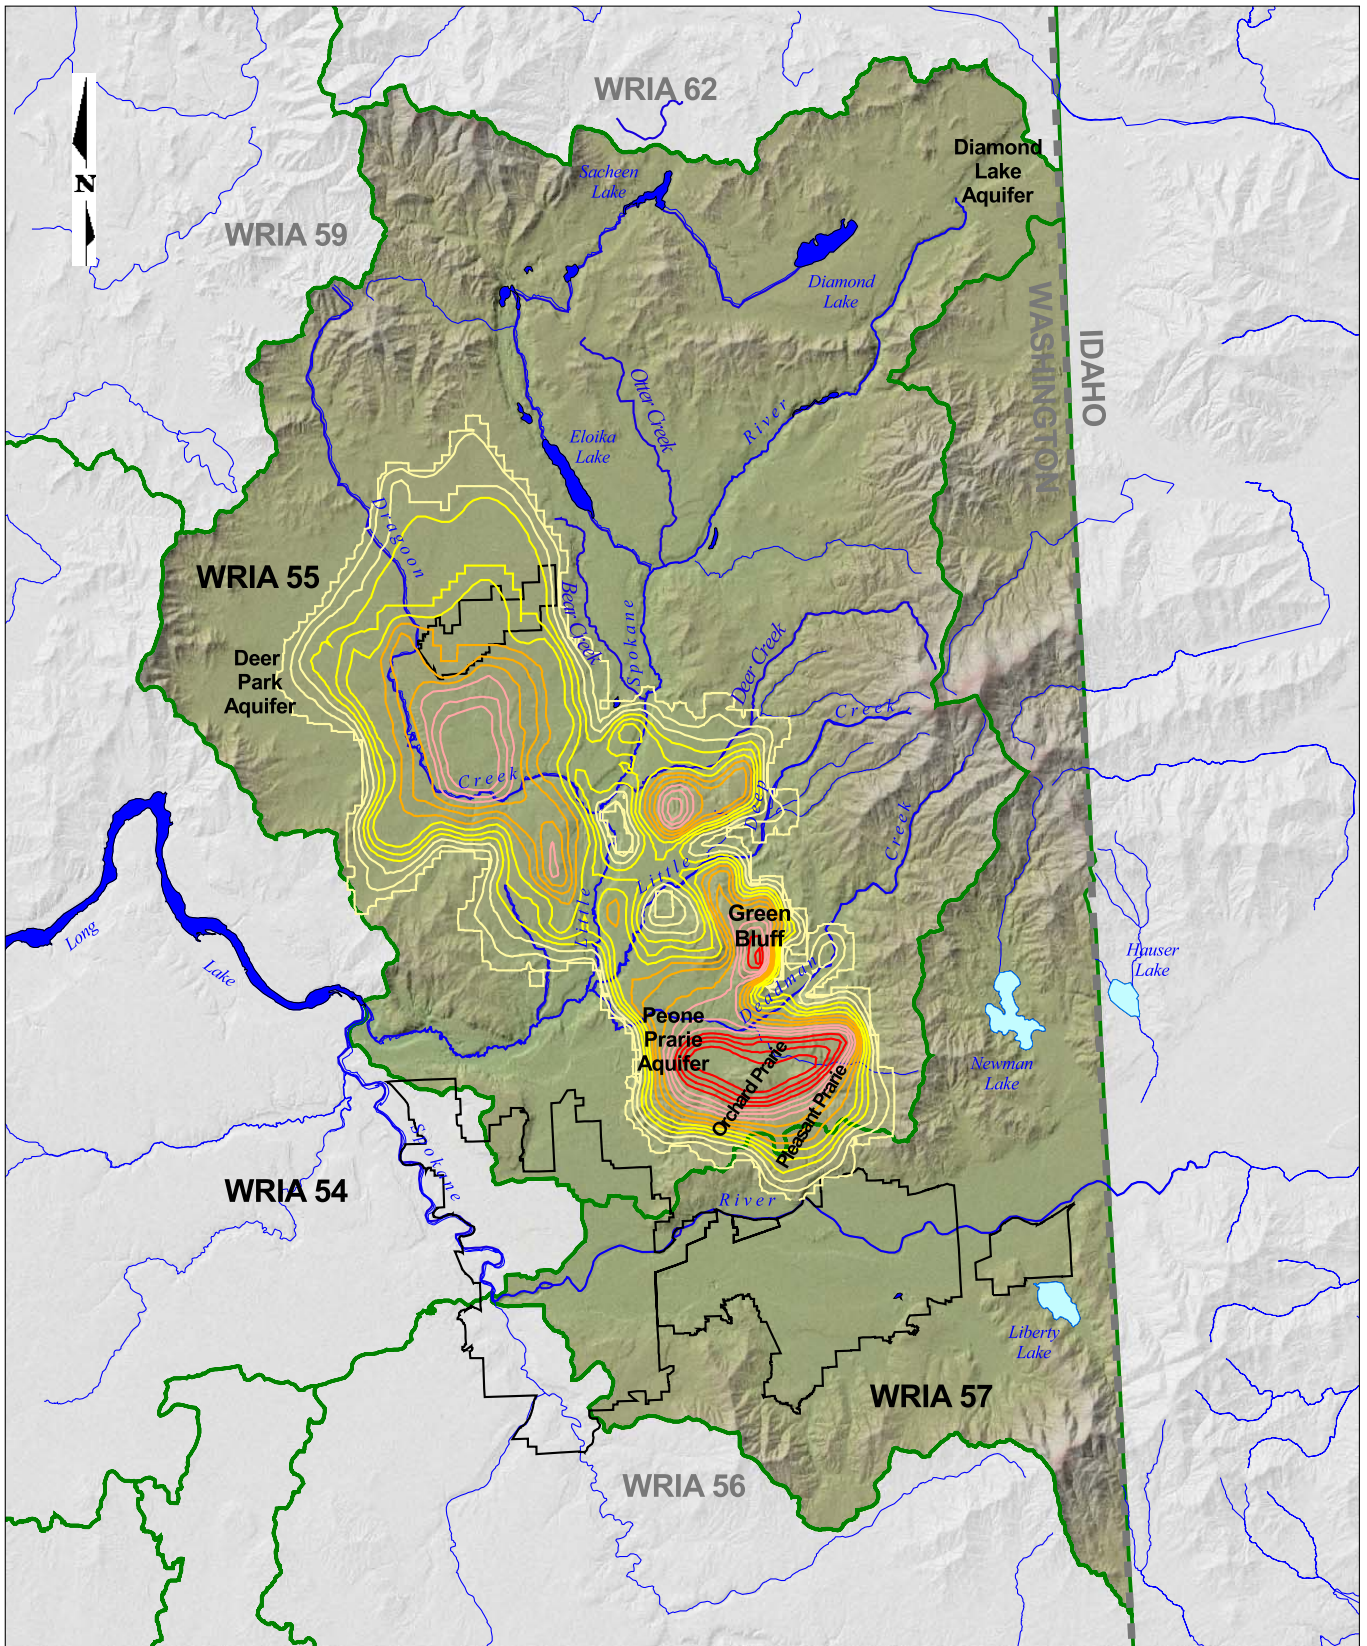 WRIA 62
Diamond
Lake
Aquifer
Sacheen
Lake
N
WRIA 59
Diamond
Lake
WASHINGTON
IDAHO
Otter Creek
River
Eloika
Lake
Dragoon
WRIA 55
Bear Creek
Spokane
Deer Creek
Deer
Park
Aquifer
Creek
Creek
Deep
Creek
Little
Little
Green
Bluff
Long
Lake
Deadman
Hauser
Lake
Peone
Prarie
Aquifer
Orchard Prarie
Pleasant Prarie
Newman
Lake
Spokane
WRIA 54
River
Liberty
Lake
WRIA 57
WRIA 56